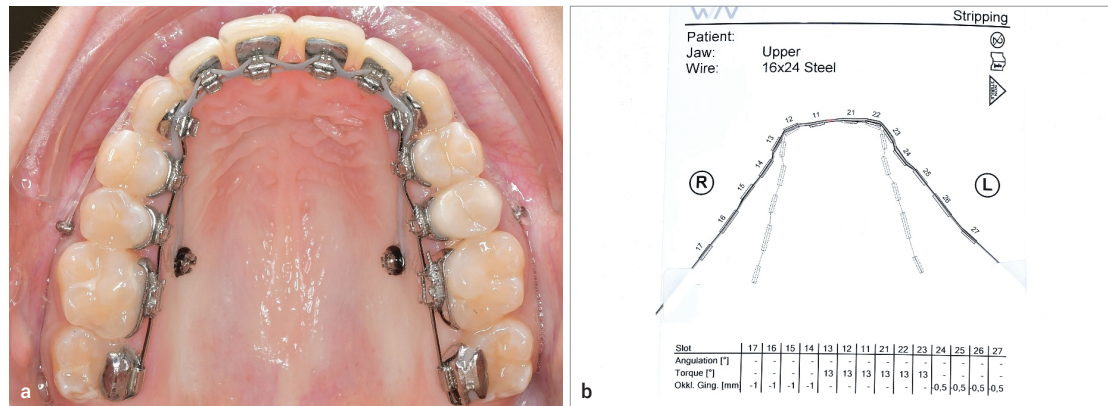 Stripping
Patient:
Jaw: Upper
Wire: 16x24 Steel
12 11 21 22
13 23
14 24
15 25
R L
16 26
17 27
Slot 17 16 15 14 13 12 11 21 22 23 24 25 26 27
Angulation [°] - - - - - - - - - - - - - -
Torque [°] - - - - 13 13 13 13 13 13 - - - -
Okkl. Ging. [mm -1 -1 -1 -1 - - - - - - -0,5 -0,5 -0,5 -0,5
a b